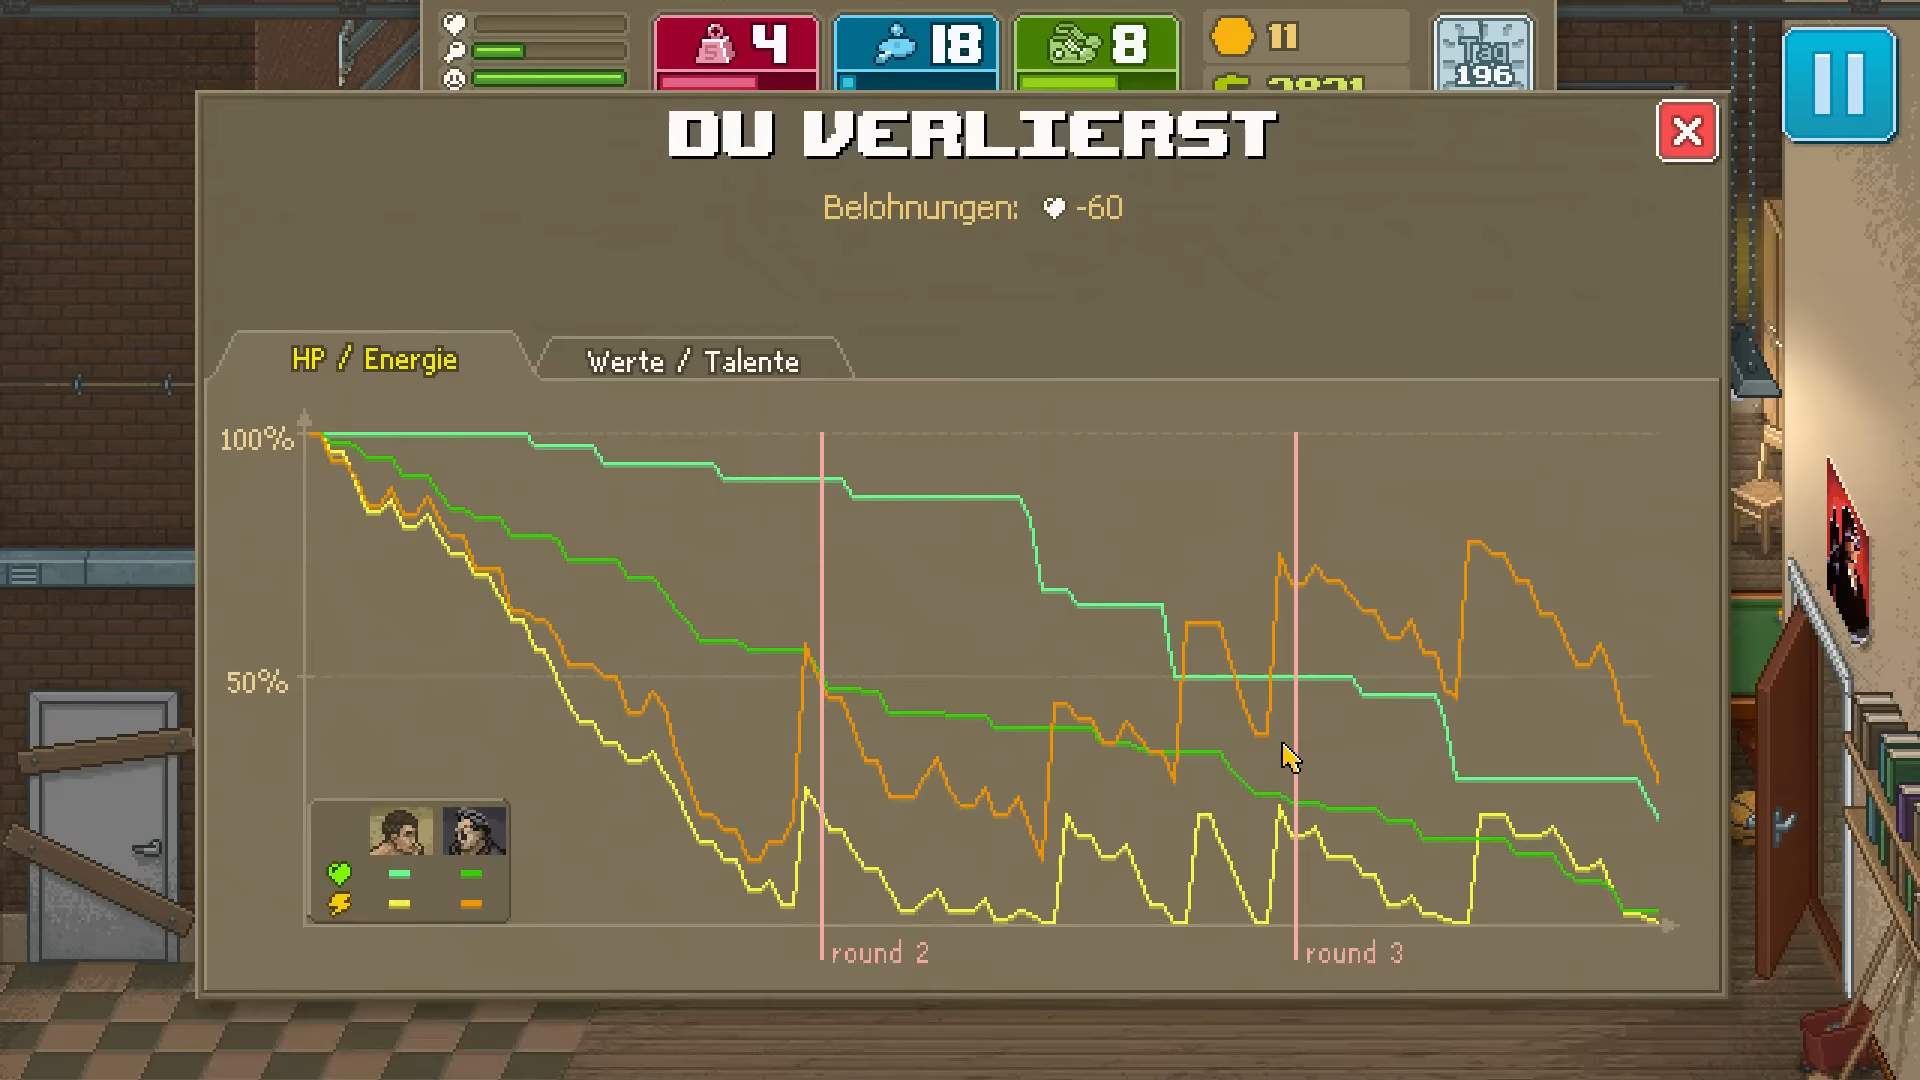 4
18
8
11
Tag
196
DU VERLIERST
Belohnungen: -60
HP / Energie
Werte / Talente
100%
50%
round 2
round 3